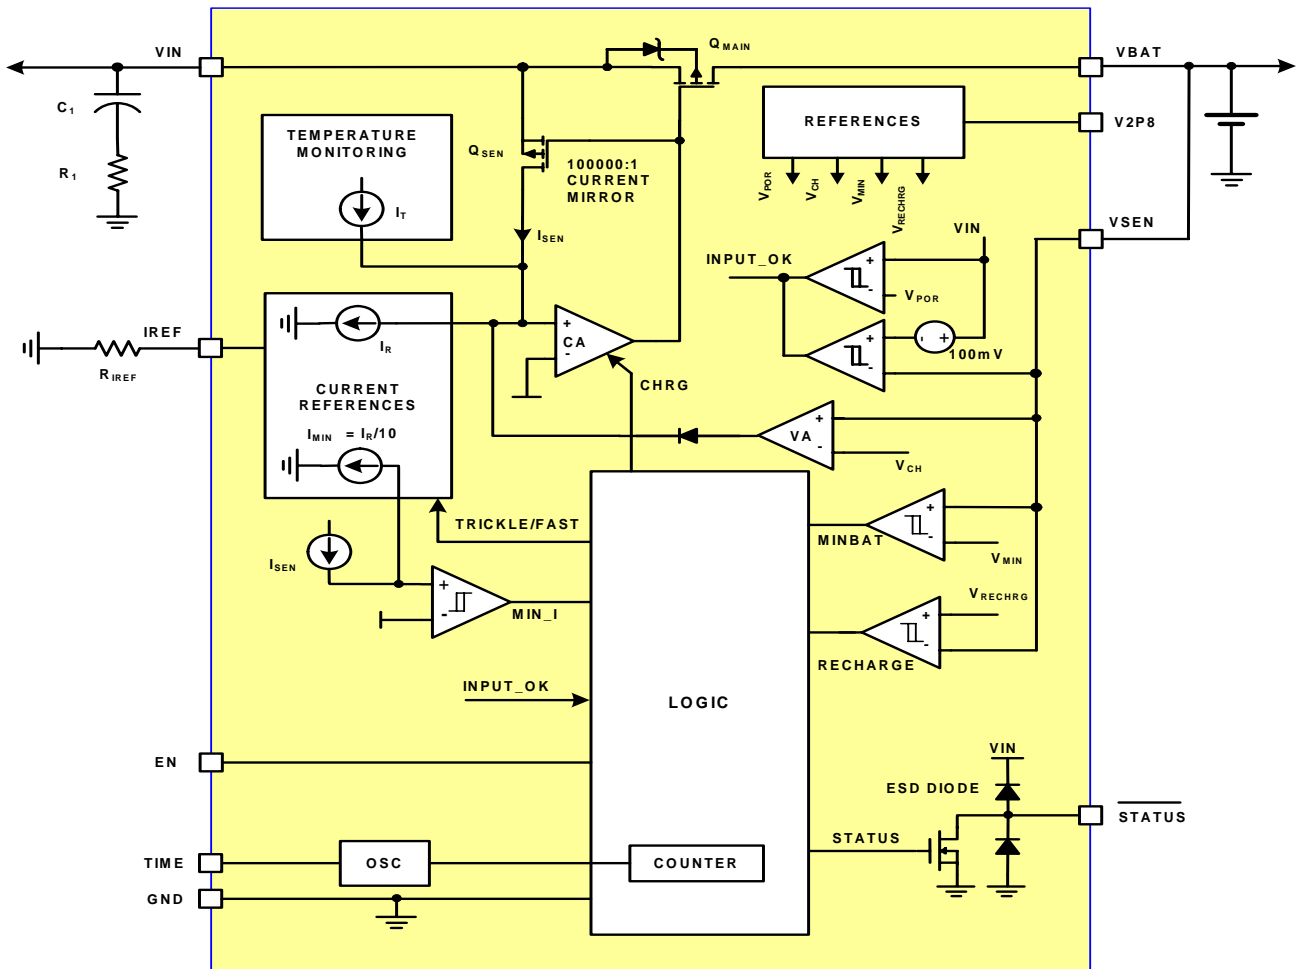 VIN
Q MAIN
VBAT
C1
TEMPERATURE
MONITORING
REFERENCES
V2P8
QSEN
100000:1
CURRENT
MIRROR
R1
IT
VPOR
VCH
VMIN
VRECHRG
VSEN
ISEN
VIN
INPUT_OK
+
-
VPOR
IREF
RIREF
IR
+
CA
-
- +
100mV
+
-
CHRG
CURRENT
REFERENCES
IMIN = IR/10
+
VA
-
VCH
TRICKLE/FAST
+
-
MINBAT
VMIN
ISEN
+
-
MIN_I
VRECHRG
+
-
RECHARGE
INPUT_OK
LOGIC
EN
VIN
ESD DIODE
STATUS
STATUS
TIME
OSC
COUNTER
GND